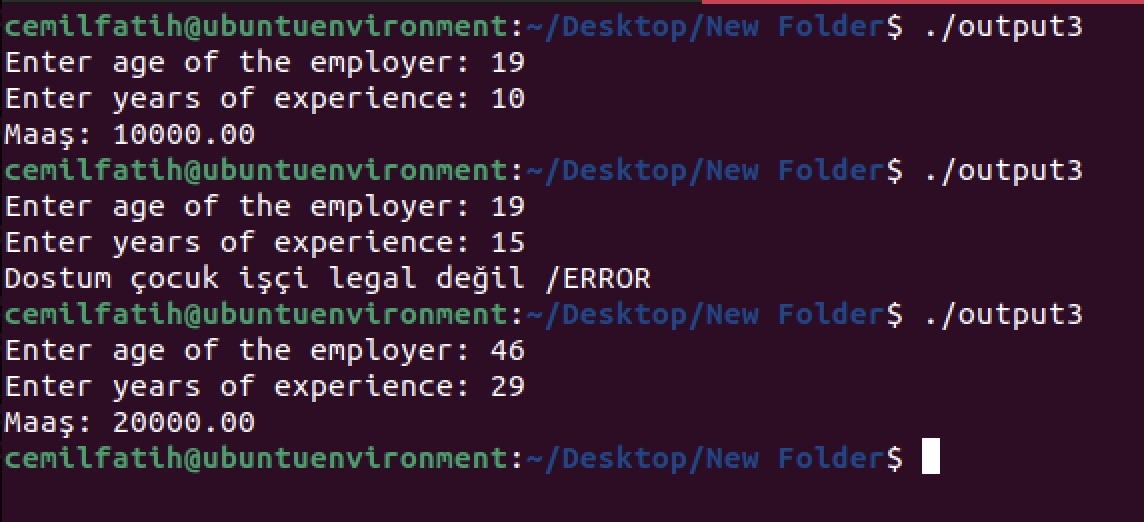 cemilfatih@ubuntuenvironment:~/Desktop/New Folder$ ./output3
Enter age of the employer: 19
Enter years of experience: 10
Maaş: 10000.00
cemilfatih@ubuntuenvironment:~/Desktop/New Folder$ ./output3
Enter age of the employer: 19
Enter years of experience: 15
Dostum çocuk işçi legal değil /ERROR
cemilfatih@ubuntuenvironment:~/Desktop/New Folder$ ./output3
Enter age of the employer: 46
Enter years of experience: 29
Maaş: 20000.00
cemilfatih@ubuntuenvironment:~/Desktop/New Folder$